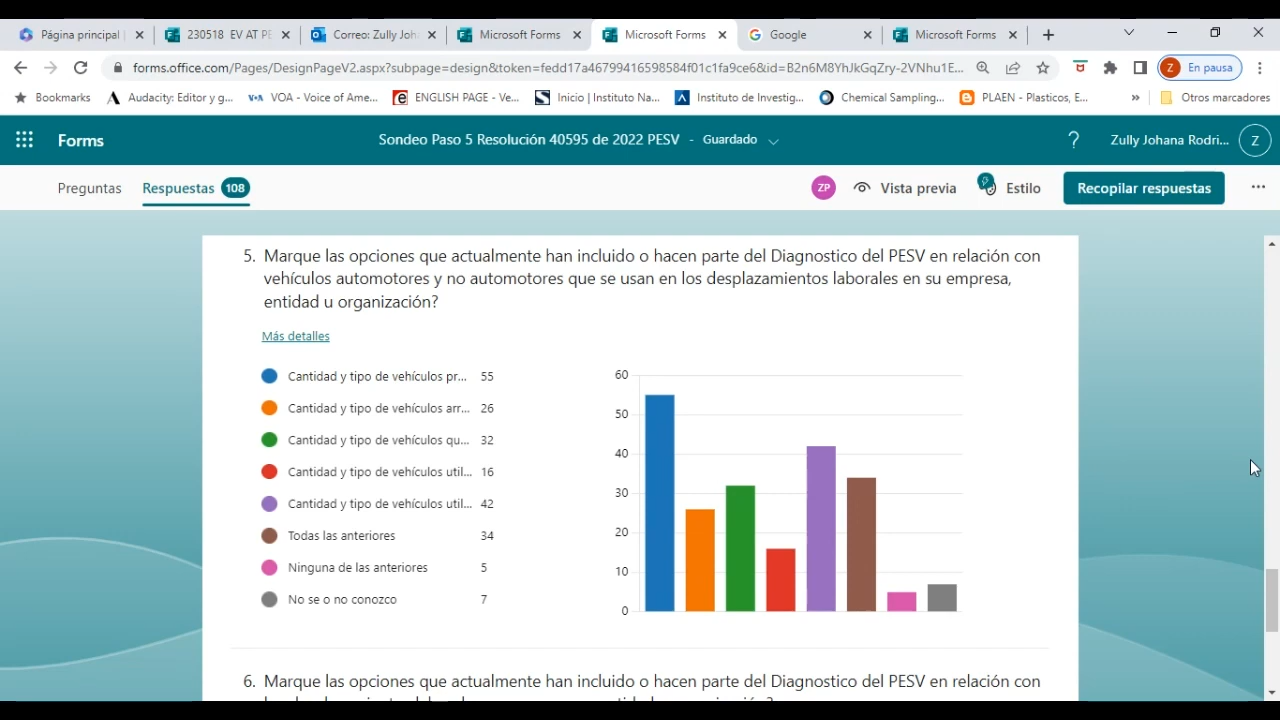 Página principal
230518 EV AT PE
Correo: Zully Joha
Microsoft Forms
Microsoft Forms
Google
Microsoft Forms
forms.office.com/Pages/DesignPageV2.aspx?subpage=design&token=fedd17a46799416598584f01c1fa9ce6&id=B2n6M8YhJkGqZry-2VNhu1E...
Z
En pausa
Bookmarks
Audacity: Editor y g...
VOA - Voice of Ame...
ENGLISH PAGE - Ve...
Inicio | Instituto Na...
Instituto de Investig...
Chemical Sampling...
PLAEN - Plasticos, E...
»
Otros marcadores
Forms
Sondeo Paso 5 Resolución 40595 de 2022 PESV - Guardado
?
Zully Johana Rodri...
Z
Preguntas
Respuestas 108
ZP
Vista previa
Estilo
Recopilar respuestas
...
5. Marque las opciones que actualmente han incluido o hacen parte del Diagnostico del PESV en relación con
vehículos automotores y no automotores que se usan en los desplazamientos laborales en su empresa,
entidad u organización?
Más detalles
Cantidad y tipo de vehículos pr... 55
Cantidad y tipo de vehículos arr... 26
Cantidad y tipo de vehículos qu... 32
Cantidad y tipo de vehículos util... 16
Cantidad y tipo de vehículos util... 42
Todas las anteriores 34
Ninguna de las anteriores 5
No se o no conozco 7
60
50
40
30
20
10
0
6. Marque las opciones que actualmente han incluido o hacen parte del Diagnostico del PESV en relación con